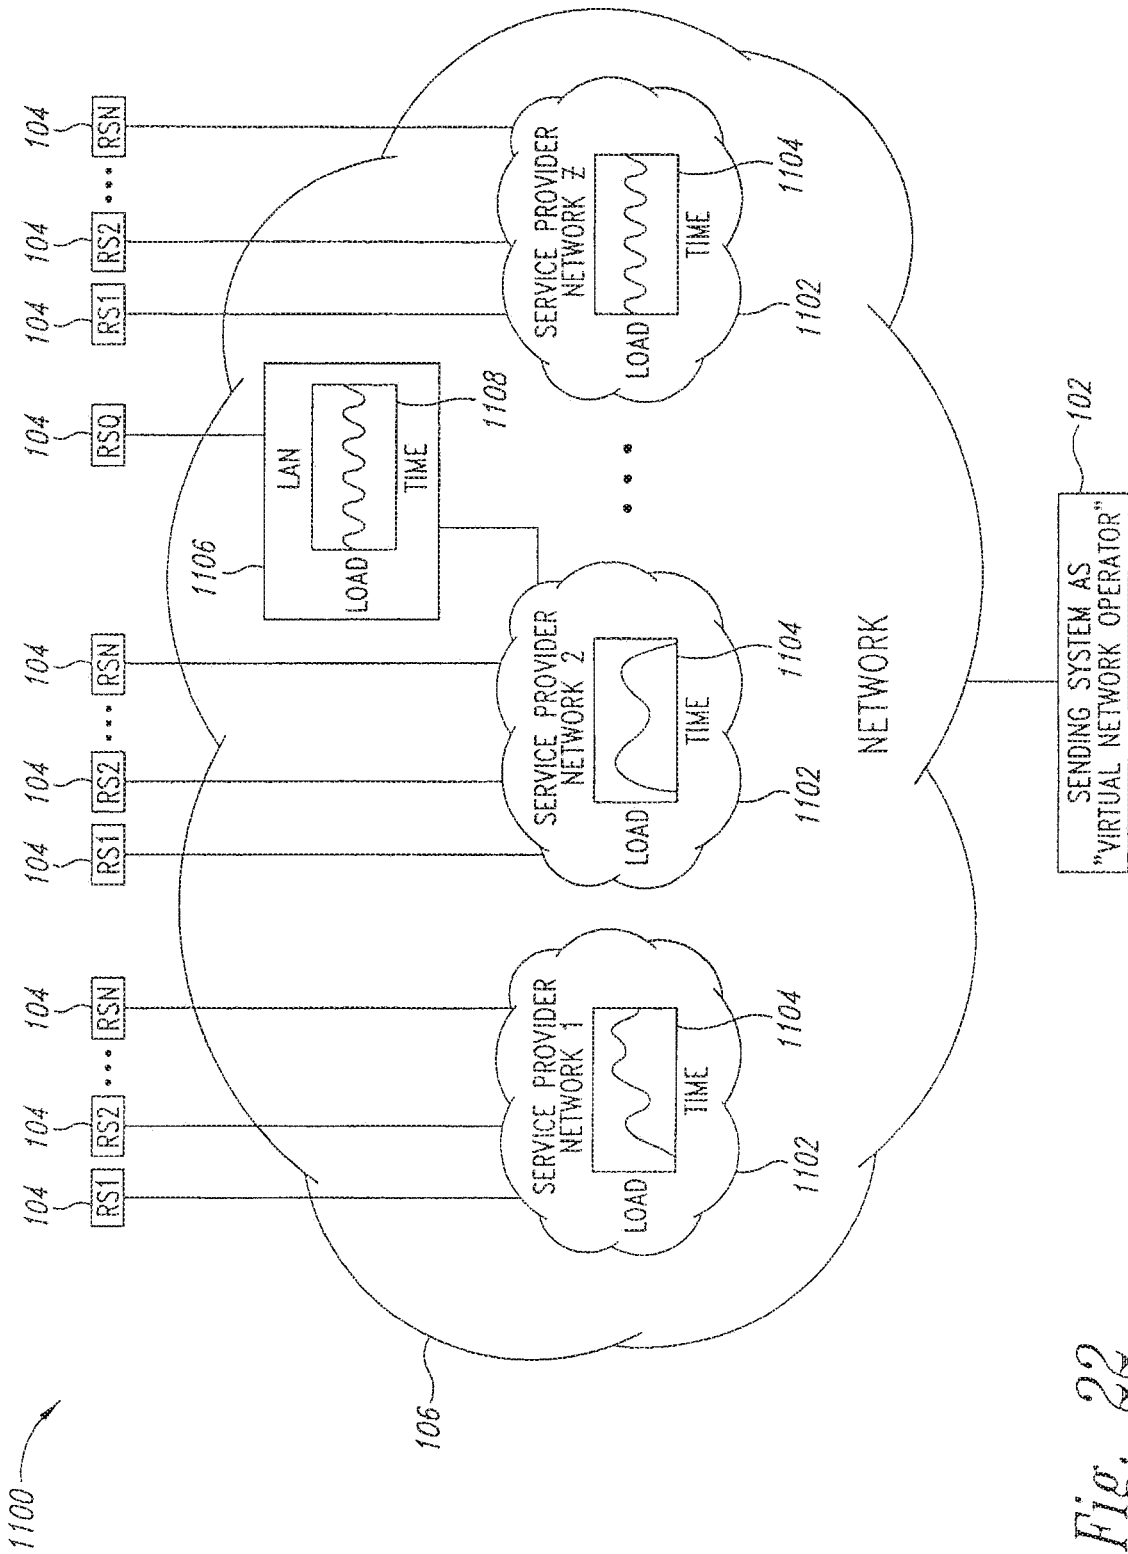 1100
104
104
104
104
104
104
104
104
104
104
RS1
RS2
• • •
RSN
RS1
RS2
• • •
RSN
RSQ
RS1
RS2
• • •
RSN
106
1106
LAN
LOAD
TIME
1108
SERVICE PROVIDER
NETWORK 1
LOAD
TIME
1102
1104
SERVICE PROVIDER
NETWORK 2
LOAD
TIME
1102
1104
• • •
SERVICE PROVIDER
NETWORK Z
LOAD
TIME
1102
1104
NETWORK
102
SENDING SYSTEM AS
"VIRTUAL NETWORK OPERATOR"
Fig. 22